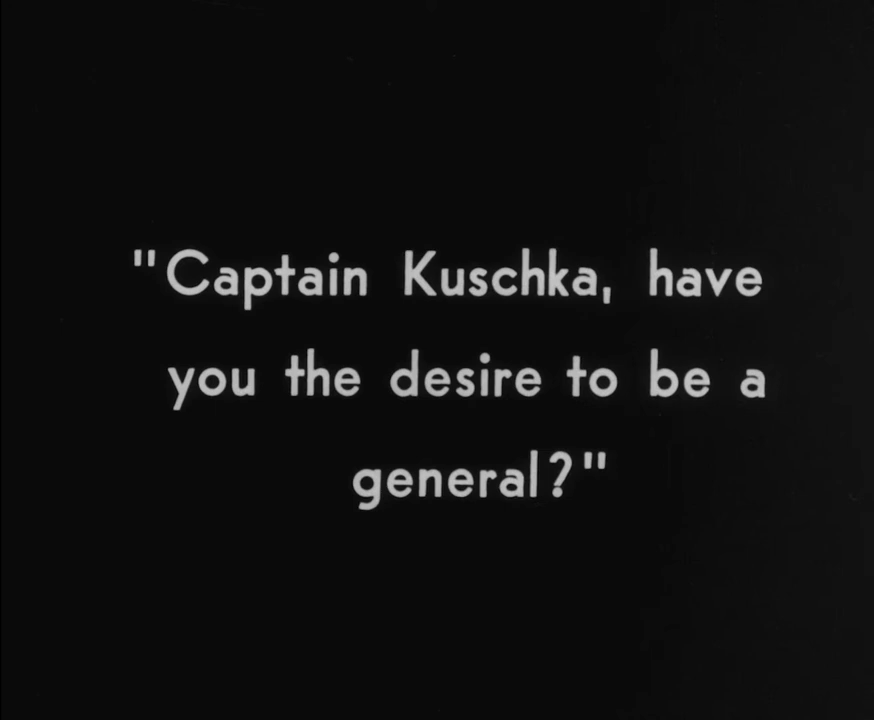 "Captain Kuschka, have
you the desire to be a
general?"